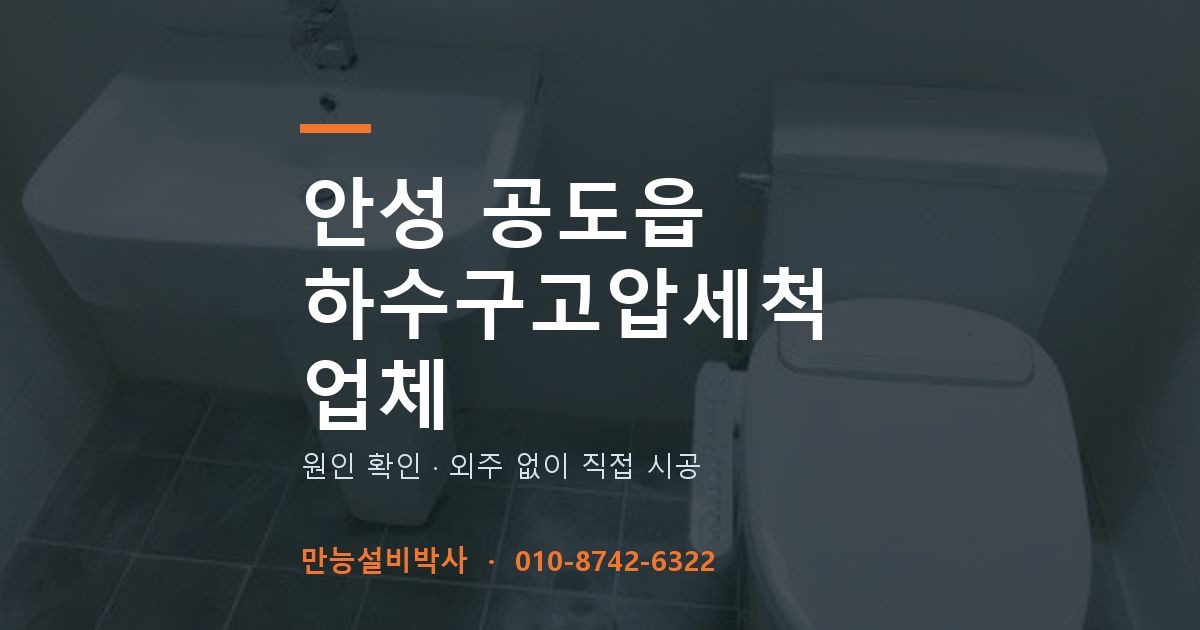 안성 공도읍
하수구고압세척
업체
원인 확인 · 외주 없이 직접 시공
만능설비박사 · 010-8742-6322